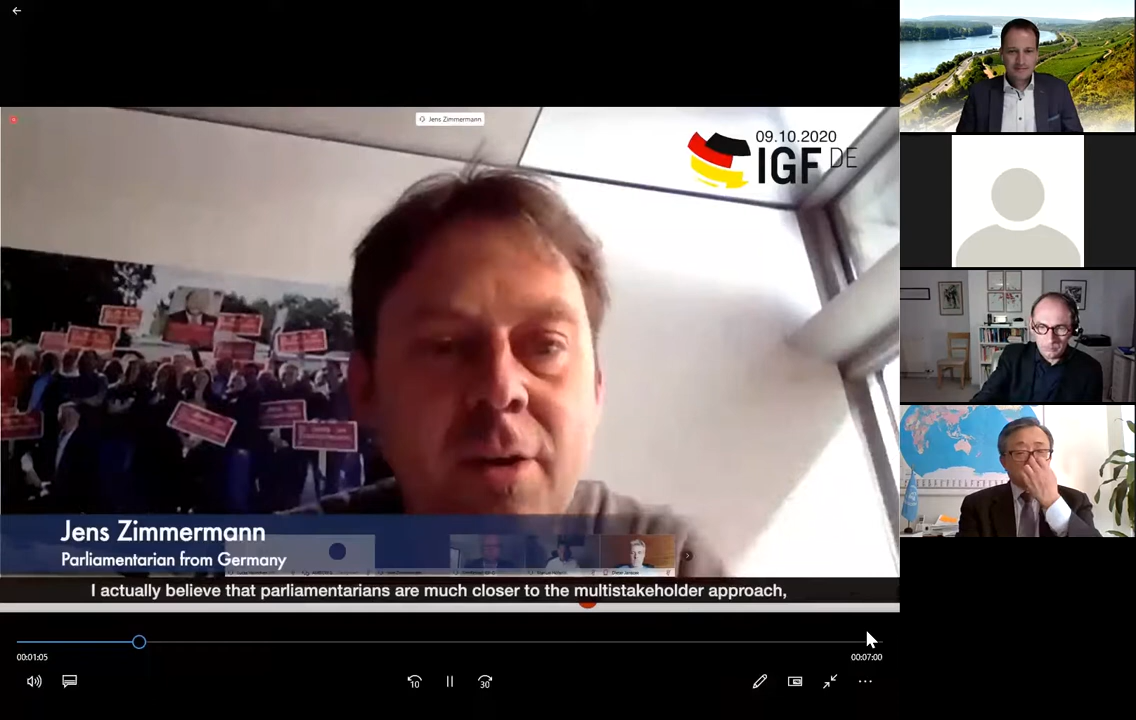 Jens Zimmermann
09.10.2020
IGF DE
Jens Zimmermann
Parliamentarian from Germany
I actually believe that parliamentarians are much closer to the multistakeholder approach,
00:01:05
00:07:00
10
30